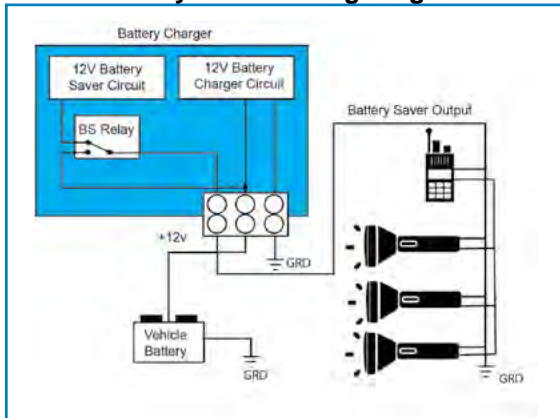 Battery Charger
12V Battery
Saver Circuit
12V Battery
Charger Circuit
BS Relay
Battery Saver Output
+12v
GRD
Vehicle
Battery
GRD
GRD